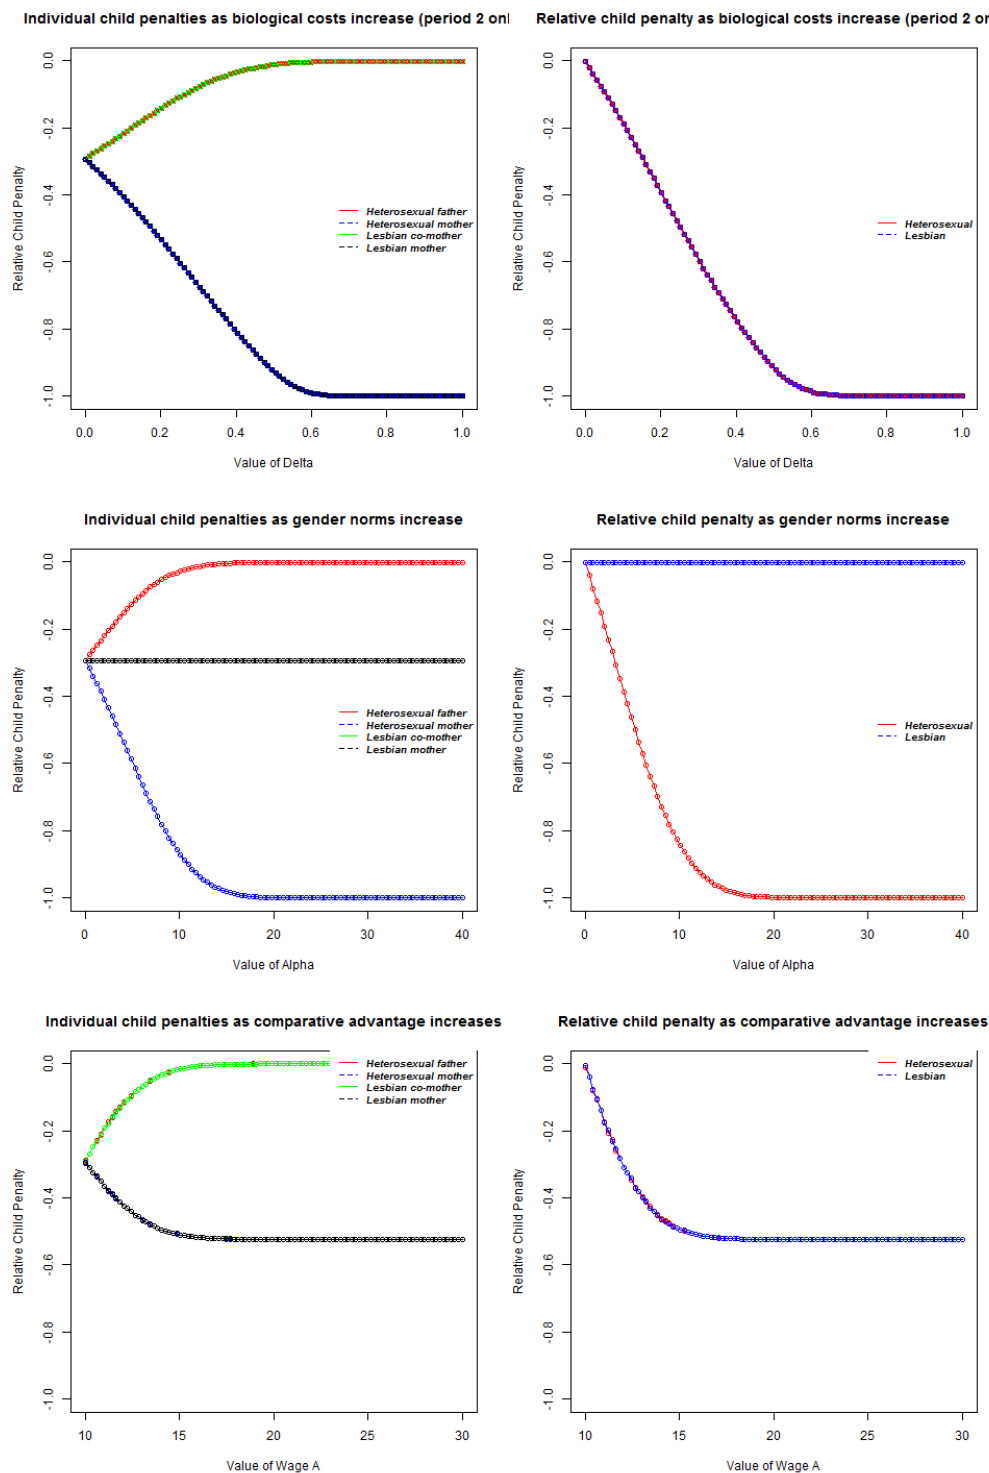 Individual child penalties as biological costs increase (period 2 onl
Relative Child Penalty
0.0
-0.2
-0.4
-0.6
-0.8
-1.0
Heterosexual father
Heterosexual mother
Lesbian co-mother
Lesbian mother
0.0 0.2 0.4 0.6 0.8 1.0
Value of Delta
Relative child penalty as biological costs increase (period 2 or
Relative Child Penalty
0.0
-0.2
-0.4
-0.6
-0.8
-1.0
Heterosexual
Lesbian
0.0 0.2 0.4 0.6 0.8 1.0
Value of Delta
Individual child penalties as gender norms increase
Relative Child Penalty
0.0
-0.2
-0.4
-0.6
-0.8
-1.0
Heterosexual father
Heterosexual mother
Lesbian co-mother
Lesbian mother
0 10 20 30 40
Value of Alpha
Relative child penalty as gender norms increase
Relative Child Penalty
0.0
-0.2
-0.4
-0.6
-0.8
-1.0
Heterosexual
Lesbian
0 10 20 30 40
Value of Alpha
Individual child penalties as comparative advantage increases
Relative Child Penalty
0.0
-0.2
-0.4
-0.6
-0.8
-1.0
Heterosexual father
Heterosexual mother
Lesbian co-mother
Lesbian mother
10 15 20 25 30
Value of Wage A
Relative child penalty as comparative advantage increases
Relative Child Penalty
0.0
-0.2
-0.4
-0.6
-0.8
-1.0
Heterosexual
Lesbian
10 15 20 25 30
Value of Wage A